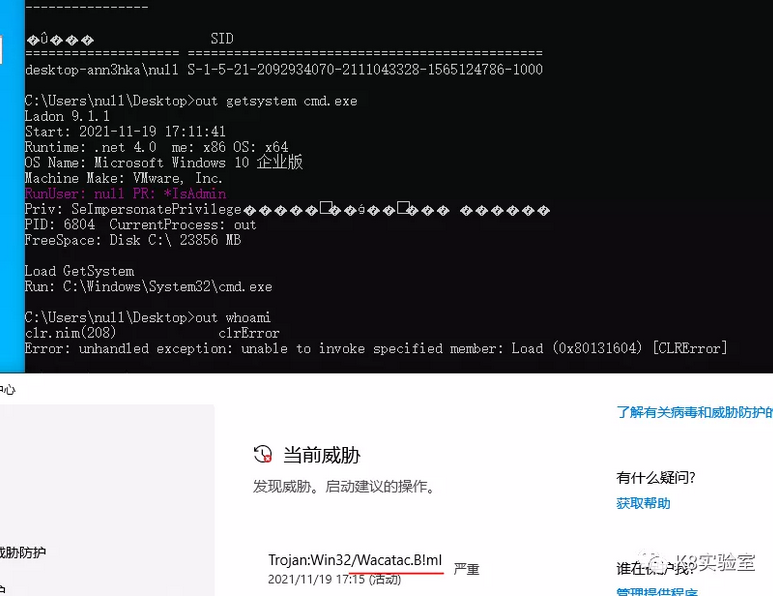 SID
desktop-ann3hka\null S-1-5-21-2092934070-2111043328-1565124786-1000
C:\Users\null\Desktop>out getsystem cmd.exe
Ladon 9.1.1
Start: 2021-11-19 17:11:41
Runtime: .net 4.0  me: x86 OS: x64
OS Name: Microsoft Windows 10 企业版
Machine Make: VMware, Inc.
RunUser: null PR: *IsAdmin
Priv: SeImpersonatePrivilege
PID: 6804  CurrentProcess: out
FreeSpace: Disk C:\ 23856 MB
Load GetSystem
Run: C:\Windows\System32\cmd.exe
C:\Users\null\Desktop>out whoami
clr.nim(208) clrError
Error: unhandled exception: unable to invoke specified member: Load (0x80131604) [CLRError]
中心
了解有关病毒和威胁防护的
当前威胁
发现威胁。启动建议的操作。
有什么疑问?
获取帮助
威胁防护
Trojan:Win32/Wacatac.B!ml 严重
2021/11/19 17:15 (活动)
K8实验室
谁在保护我?
管理提供程序